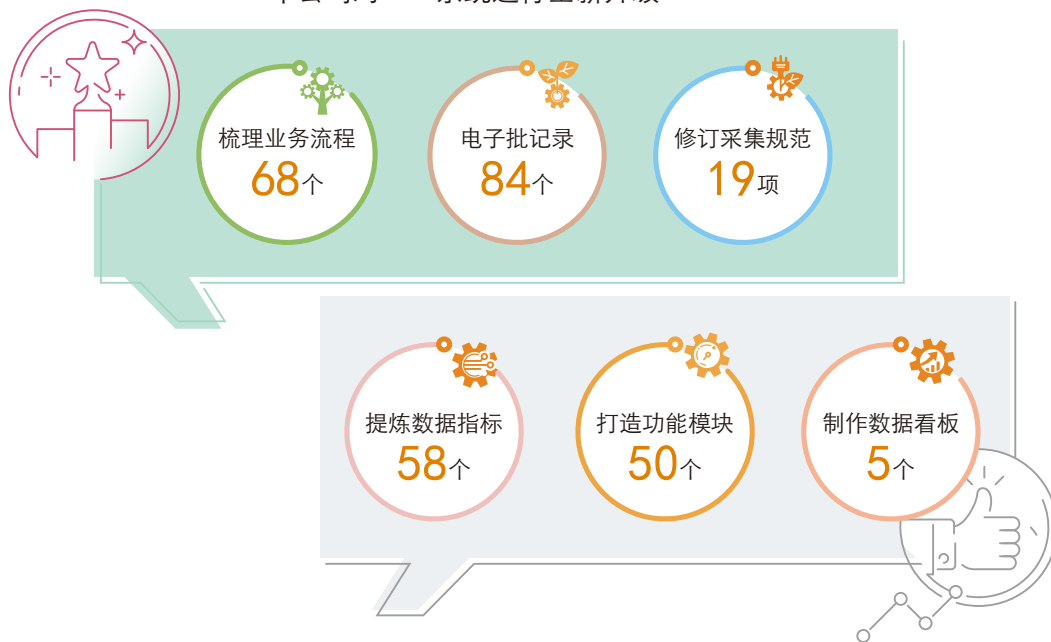 梳理业务流程
68个
电子批记录
84个
修订采集规范
19项
提炼数据指标
58个
打造功能模块
50个
制作数据看板
5个